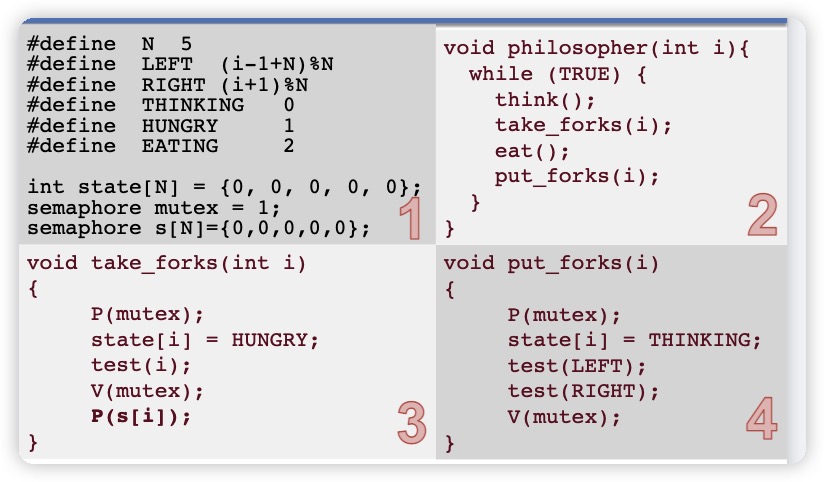 #define  N  5
#define  LEFT  (i-1+N)%N
#define  RIGHT (i+1)%N
#define  THINKING   0
#define  HUNGRY     1
#define  EATING     2
int state[N] = {0, 0, 0, 0, 0};
semaphore mutex = 1;
semaphore s[N]={0,0,0,0,0};
1
void philosopher(int i){
  while (TRUE) {
    think();
    take_forks(i);
    eat();
    put_forks(i);
  }
}
2
void take_forks(int i)
{
     P(mutex);
     state[i] = HUNGRY;
     test(i);
     V(mutex);
     P(s[i]);
}
3
void put_forks(i)
{
     P(mutex);
     state[i] = THINKING;
     test(LEFT);
     test(RIGHT);
     V(mutex);
}
4